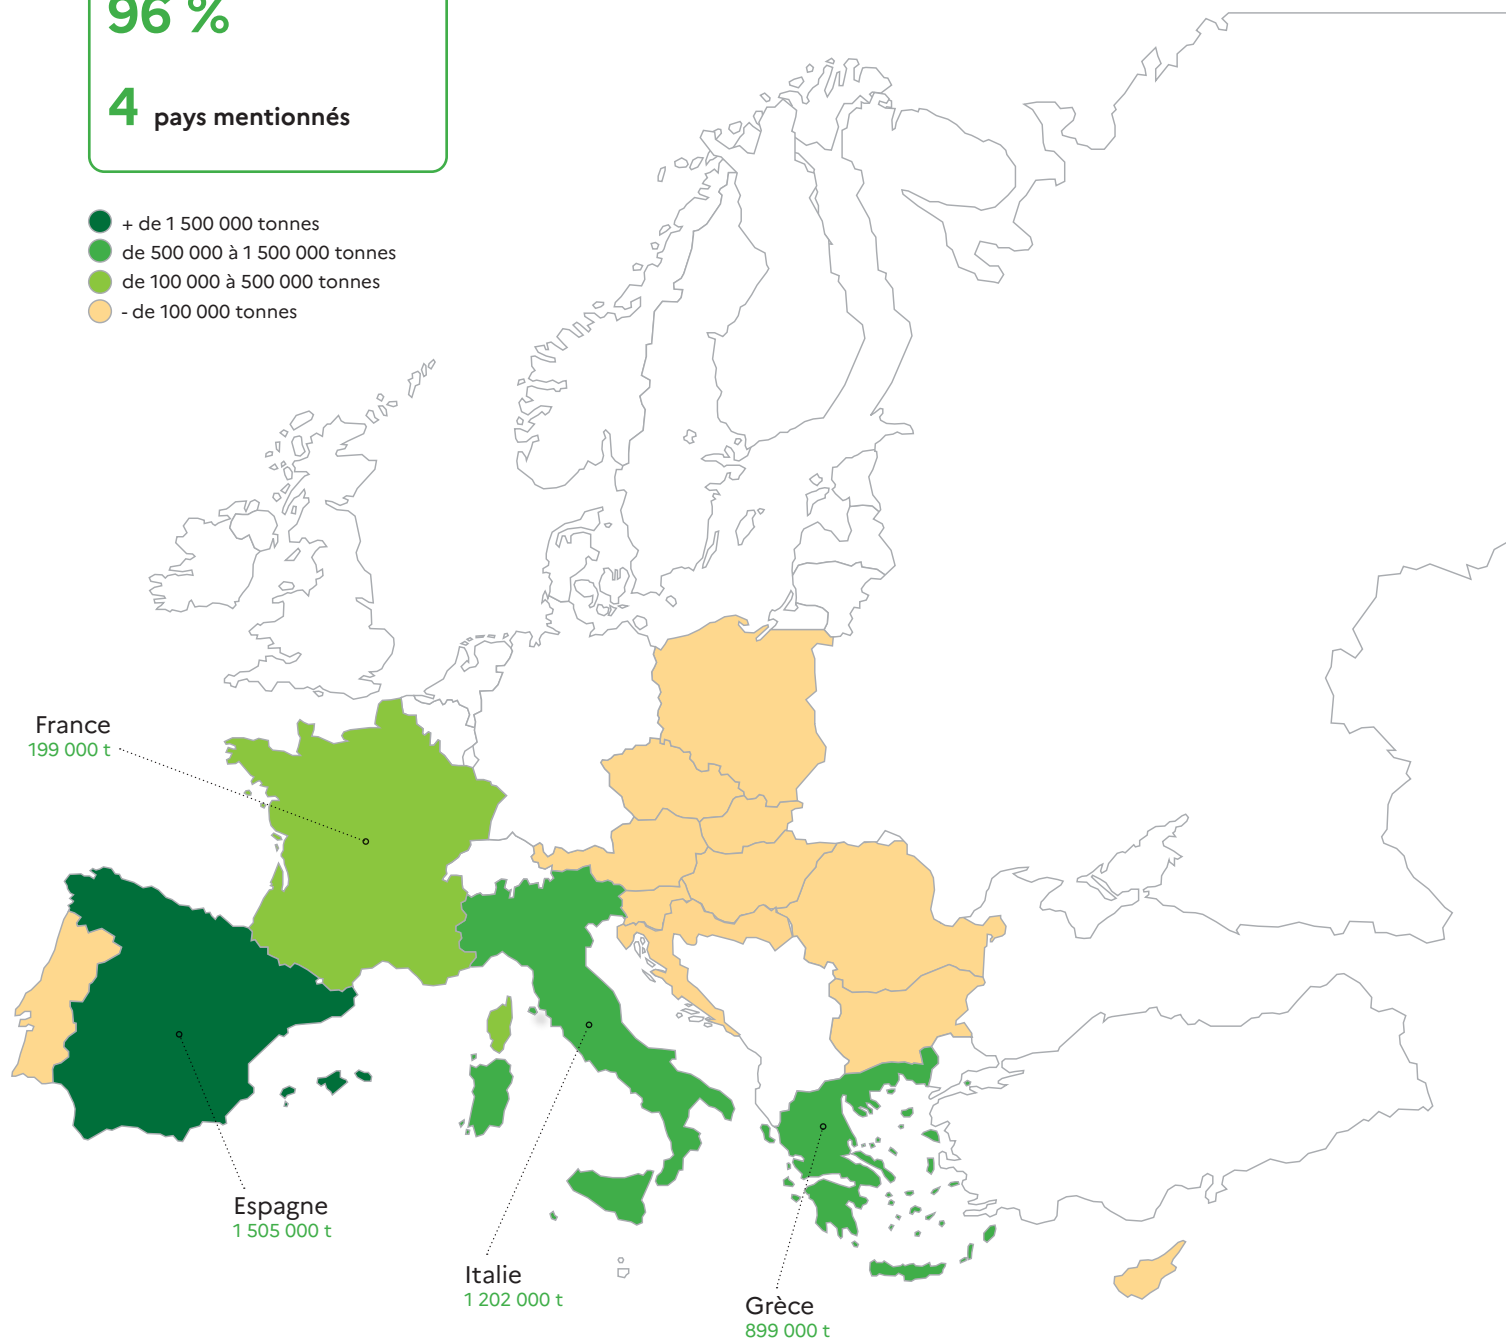 96 %
4 pays mentionnés
+ de 1 500 000 tonnes
de 500 000 à 1 500 000 tonnes
de 100 000 à 500 000 tonnes
- de 100 000 tonnes
France
199 000 t
Espagne
1 505 000 t
Italie
1 202 000 t
Grèce
899 000 t